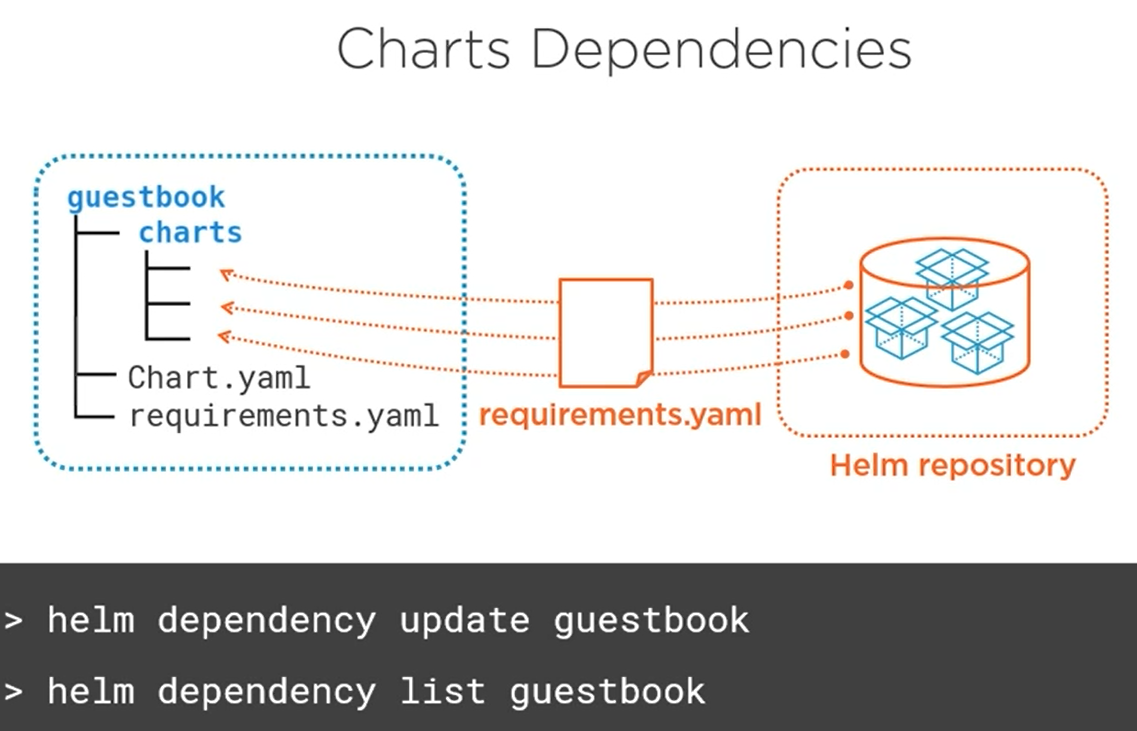 Charts Dependencies
guestbook
charts
Chart.yaml
requirements.yaml
requirements.yaml
Helm repository
> helm dependency update guestbook
> helm dependency list guestbook